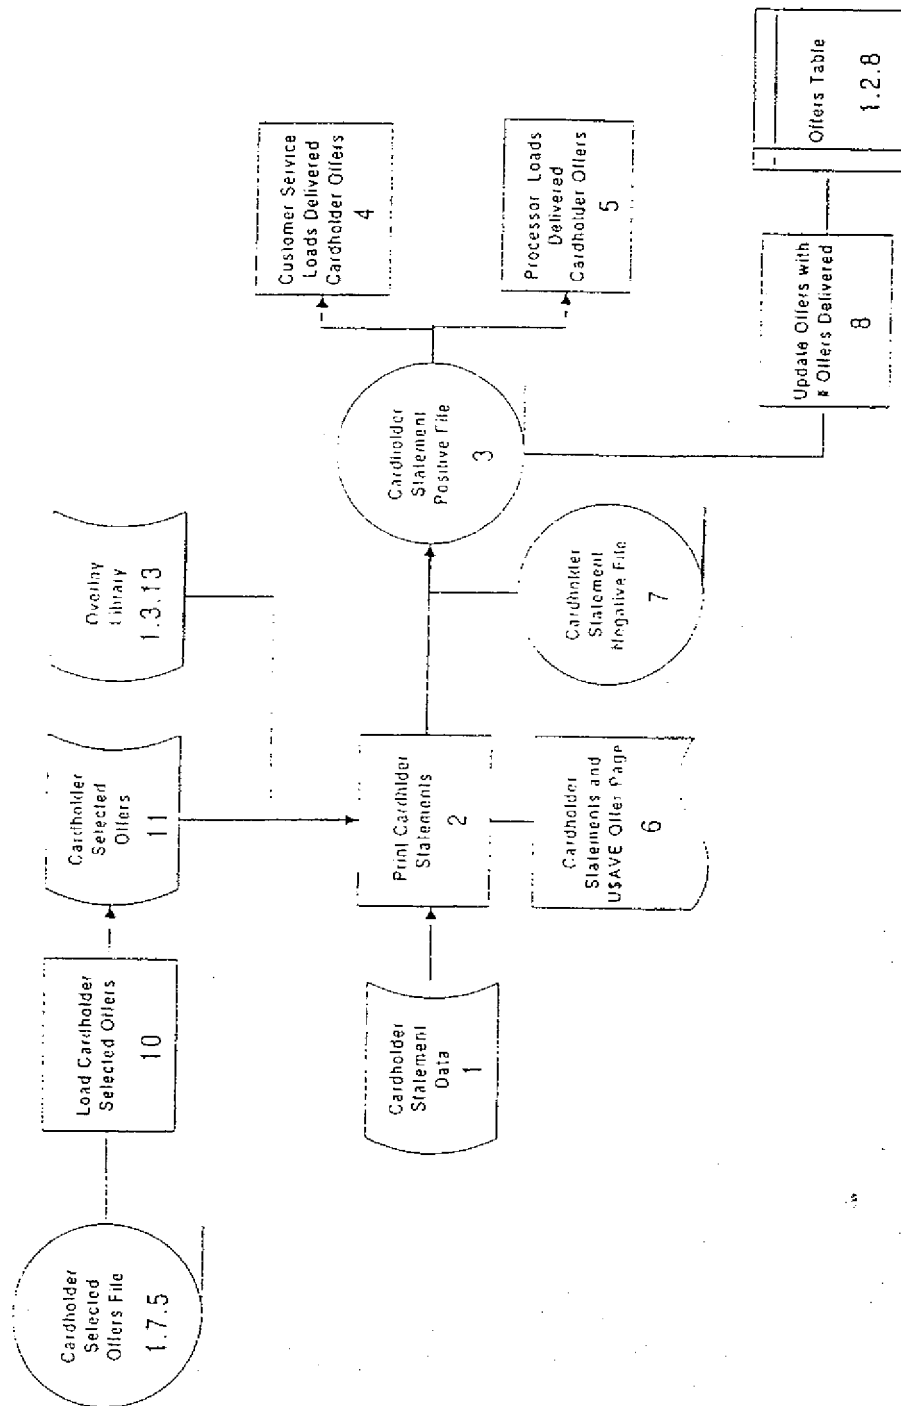 Cardholder
Selected
Offers File
1.7.5
Load Cardholder
Selected Offers
10
Cardholder
Selected
Offers
11
Overlay
Library
1.3.13
Cardholder
Statement
Data
1
Print Cardholder
Statements
2
Cardholder
Statements and
U$AVE Offer Page
6
Cardholder
Statement
Positive File
3
Cardholder
Statement
Negative File
7
Customer Service
Loads Delivered
Cardholder Offers
4
Processor Loads
Delivered
Cardholder Offers
5
Update Offers with
# Offers Delivered
8
Offers Table
1.2.8